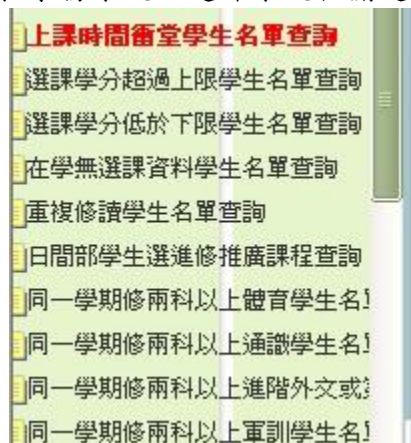 上課時間衝堂學生名單查詢
選課學分超過上限學生名單查詢
選課學分低於下限學生名單查詢
在學無選課資料學生名單查詢
重複修讀學生名單查詢
日間部學生選進修推廣課程查詢
同一學期修兩科以上體育學生名
同一學期修兩科以上通識學生名
同一學期修兩科以上進階外文或
同一學期修兩科以上軍訓學生名